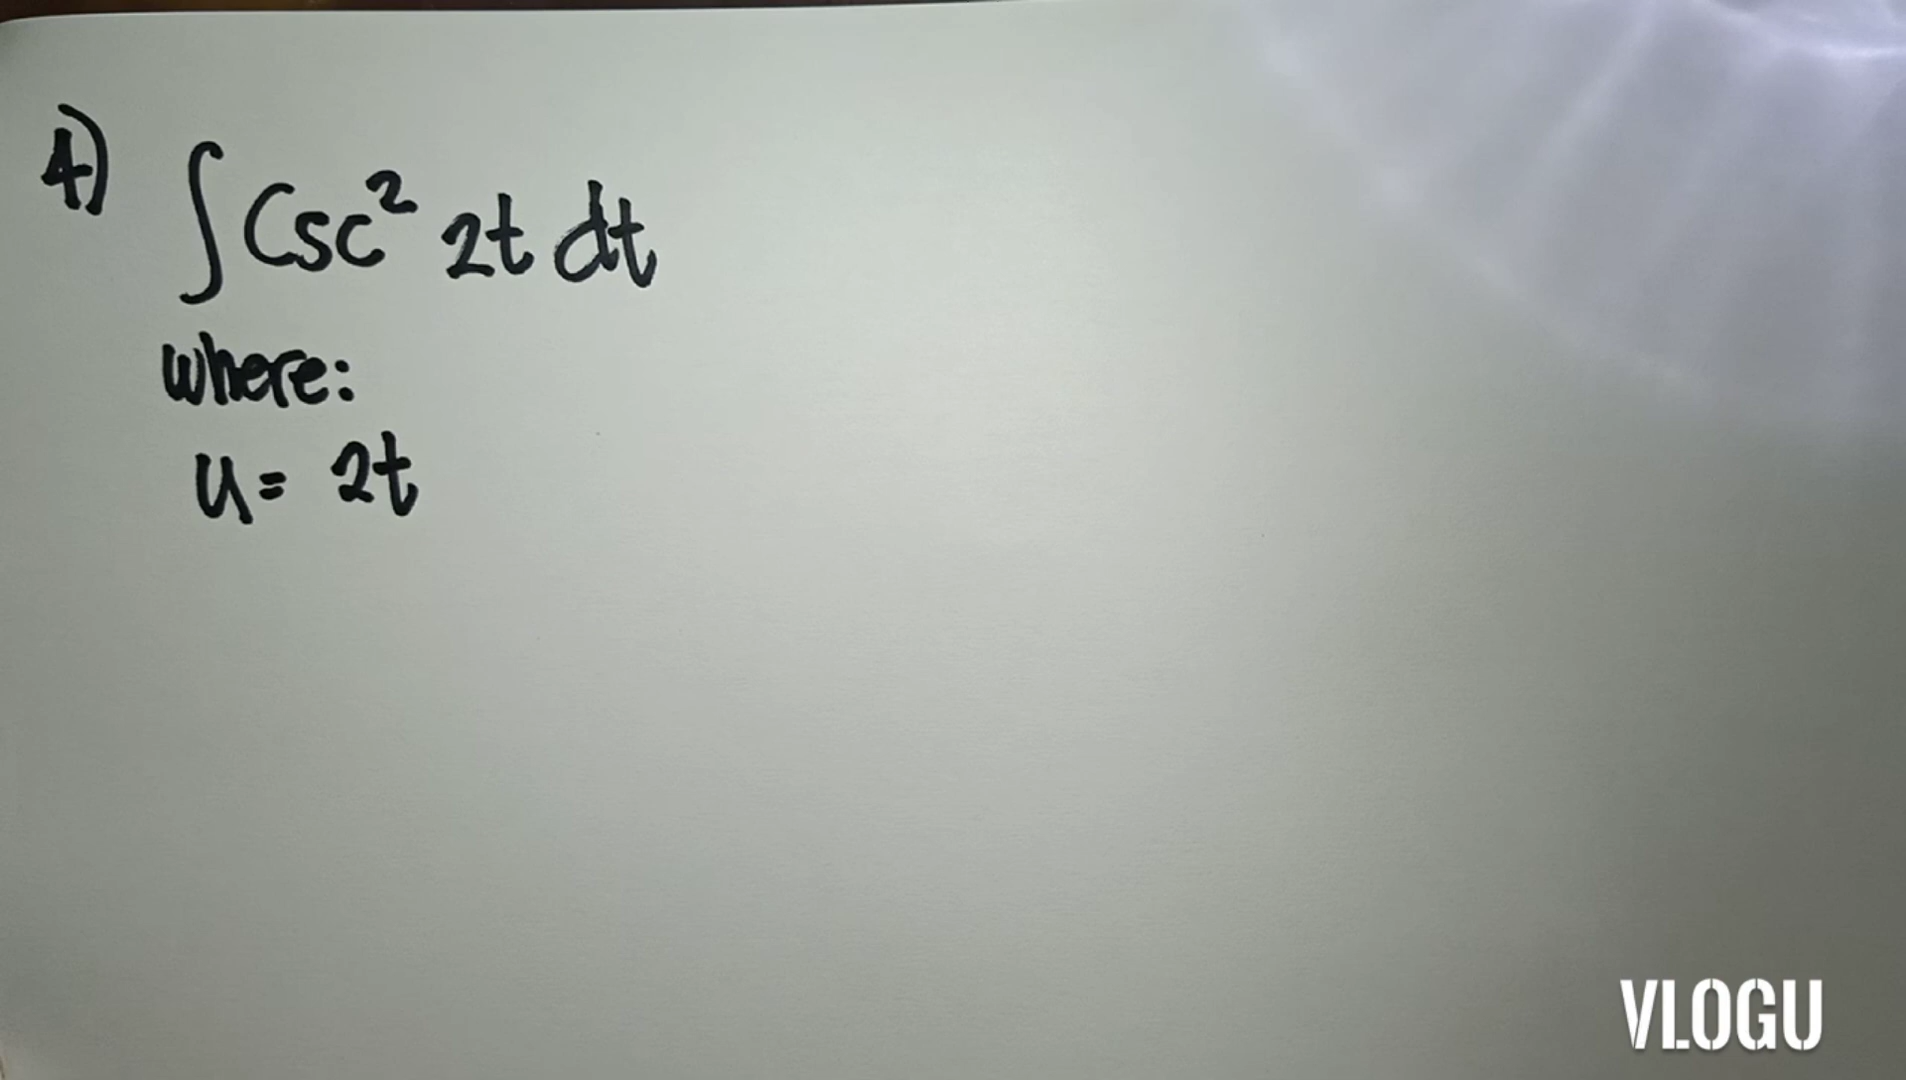 4) ∫ Csc² 2t dt
where:
u = 2t
VLOGU